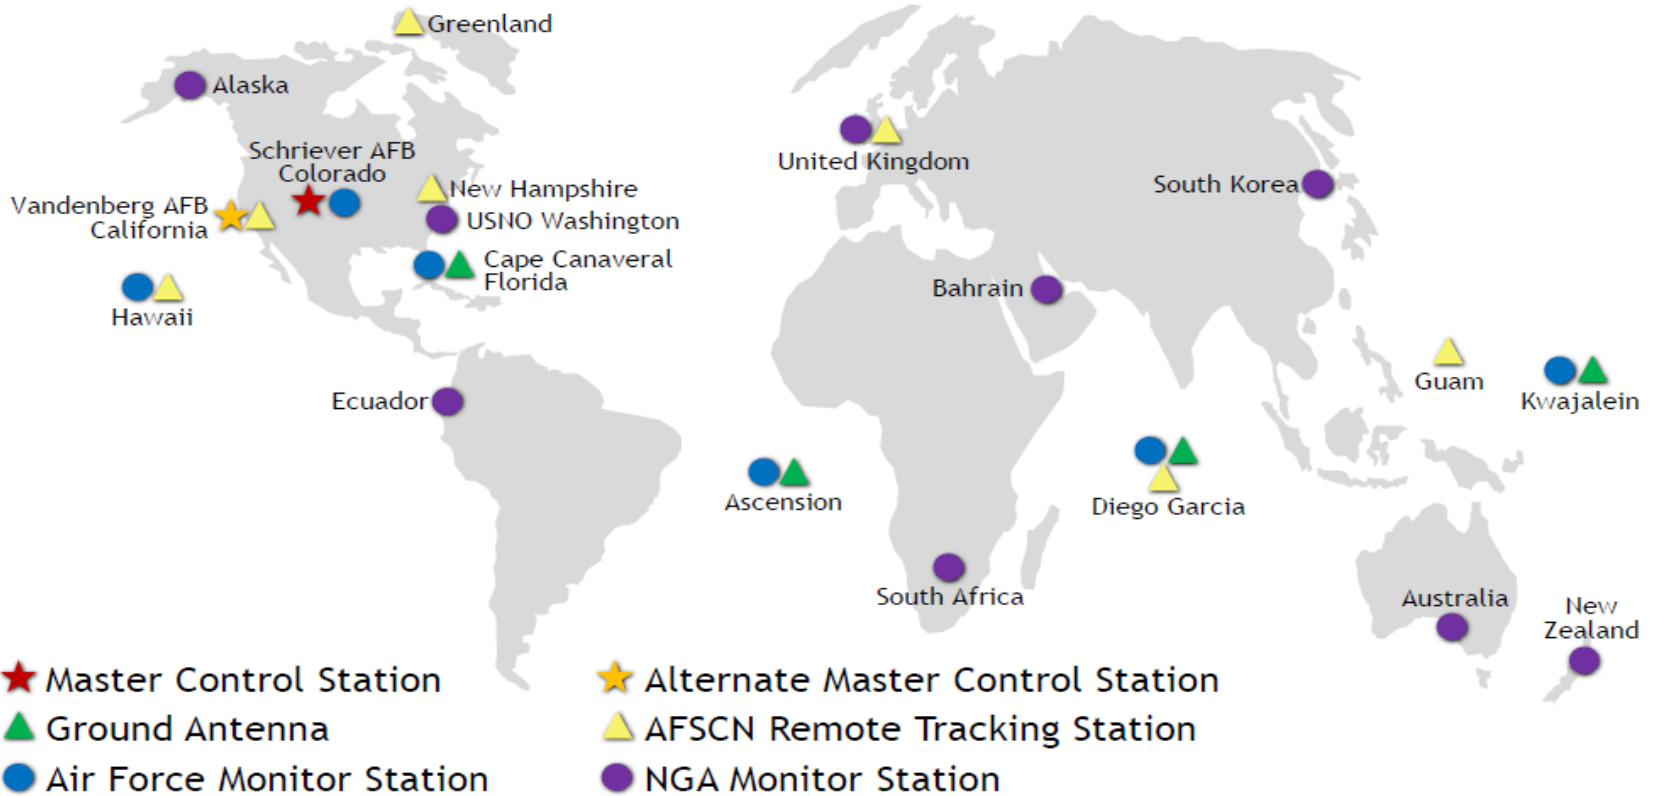 Greenland
Alaska
Schriever AFB
Colorado
New Hampshire
Vandenberg AFB
California
USNO Washington
Cape Canaveral
Florida
Hawaii
Ecuador
United Kingdom
South Korea
Bahrain
Guam
Kwajalein
Ascension
Diego Garcia
South Africa
Australia
New
Zealand
Master Control Station
Alternate Master Control Station
Ground Antenna
AFSCN Remote Tracking Station
Air Force Monitor Station
NGA Monitor Station